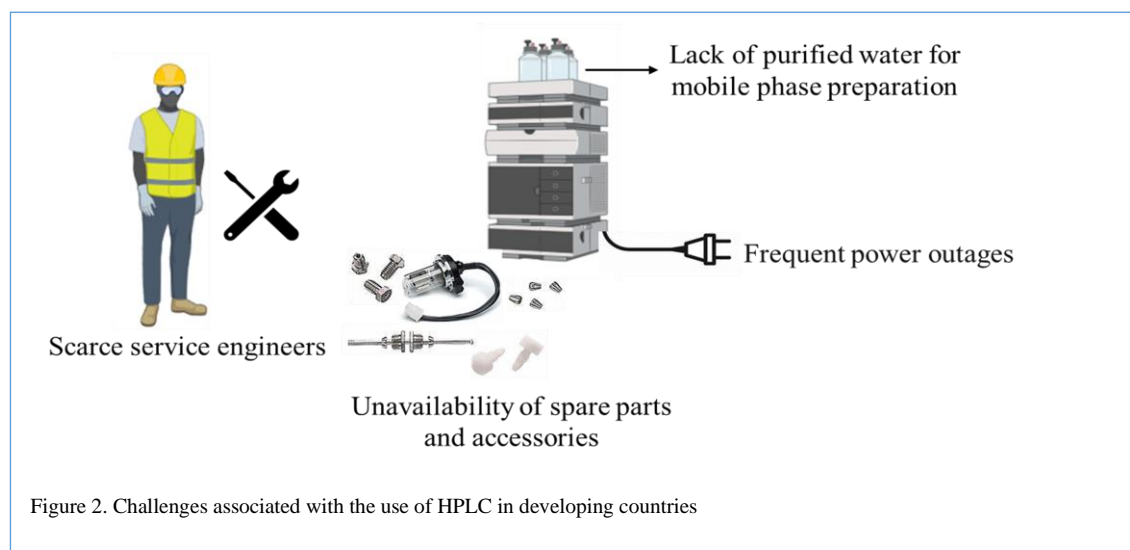 Lack of purified water for
mobile phase preparation
Frequent power outages
Scarce service engineers
Unavailability of spare parts
and accessories
Figure 2. Challenges associated with the use of HPLC in developing countries